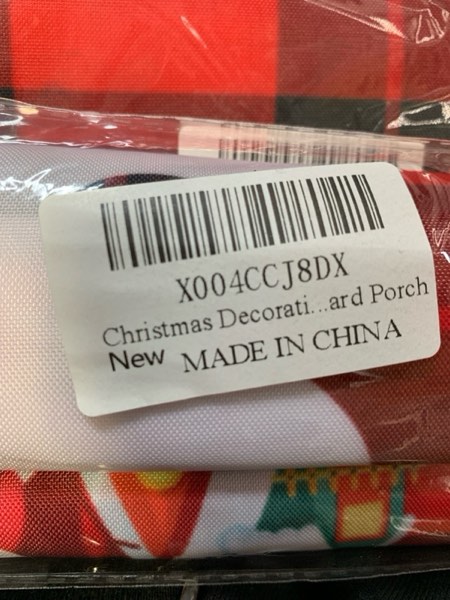 X004CCJ8DX
Christmas Decorati...ard Porch
New MADE IN CHINA